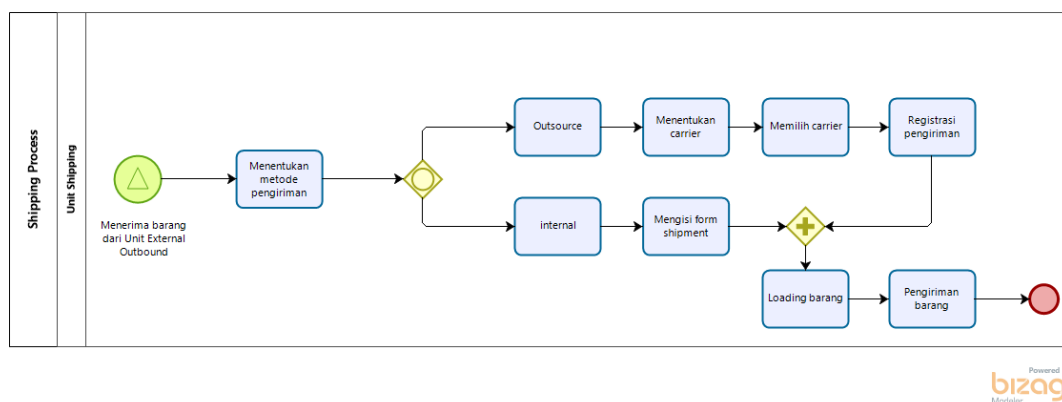 Shipping Process
Unit Shipping
Menerima barang
dari Unit External
Outbound
Menentukan
metode
pengiriman
Outsource
Menentukan
carrier
Memilih carrier
Registrasi
pengiriman
internal
Mengisi form
shipment
Loading barang
Pengiriman
barang
Powered
bizag
Modeler